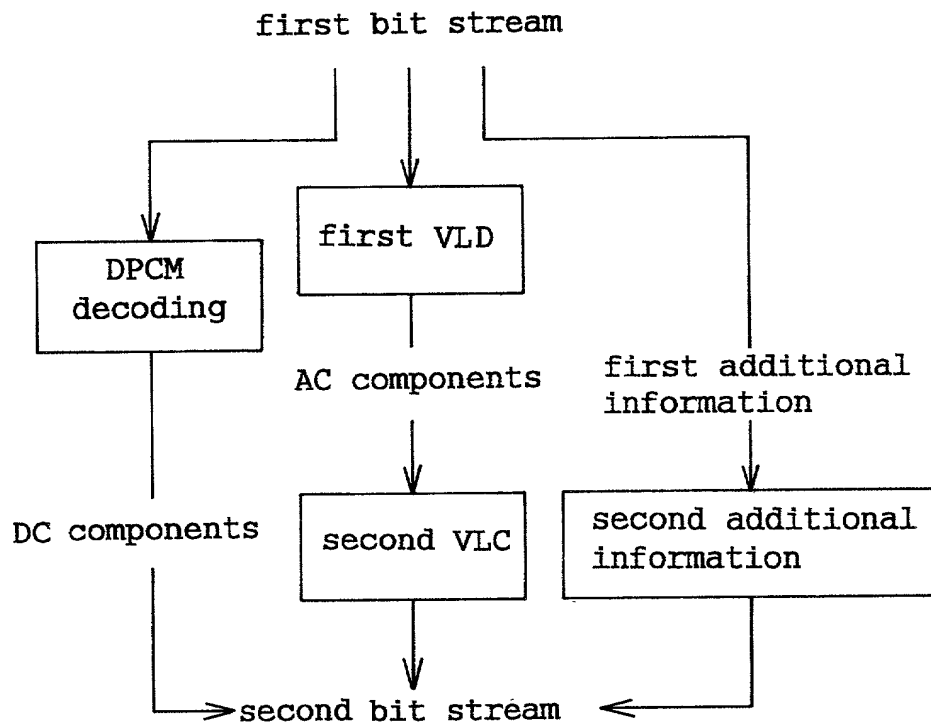 first bit stream
first VLD
DPCM
decoding
AC components
first additional
information
DC components
second VLC
second additional
information
second bit stream